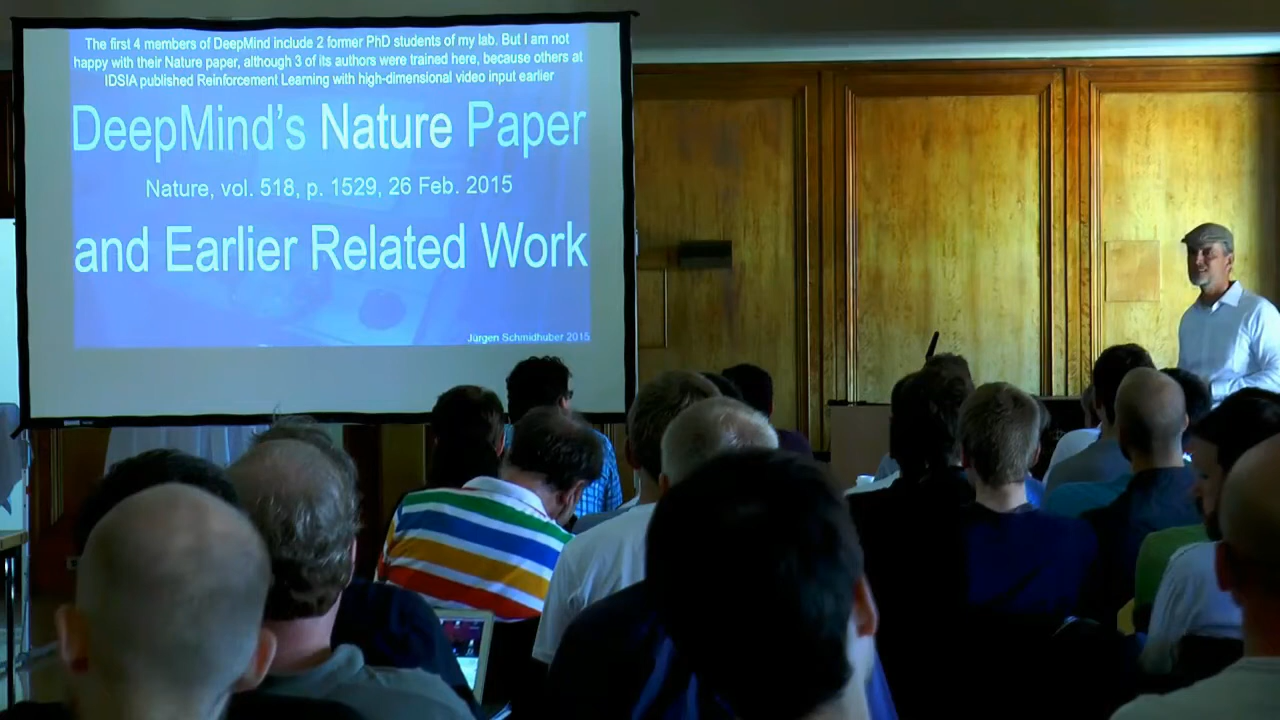 The first 4 members of DeepMind include 2 former PhD students of my lab. But I am not
happy with their Nature paper, although 3 of its authors were trained here, because others at
IDSIA published Reinforcement Learning with high-dimensional video input earlier
DeepMind's Nature Paper
Nature, vol. 518, p. 1529, 26 Feb. 2015
and Earlier Related Work
Jürgen Schmidhuber 2015